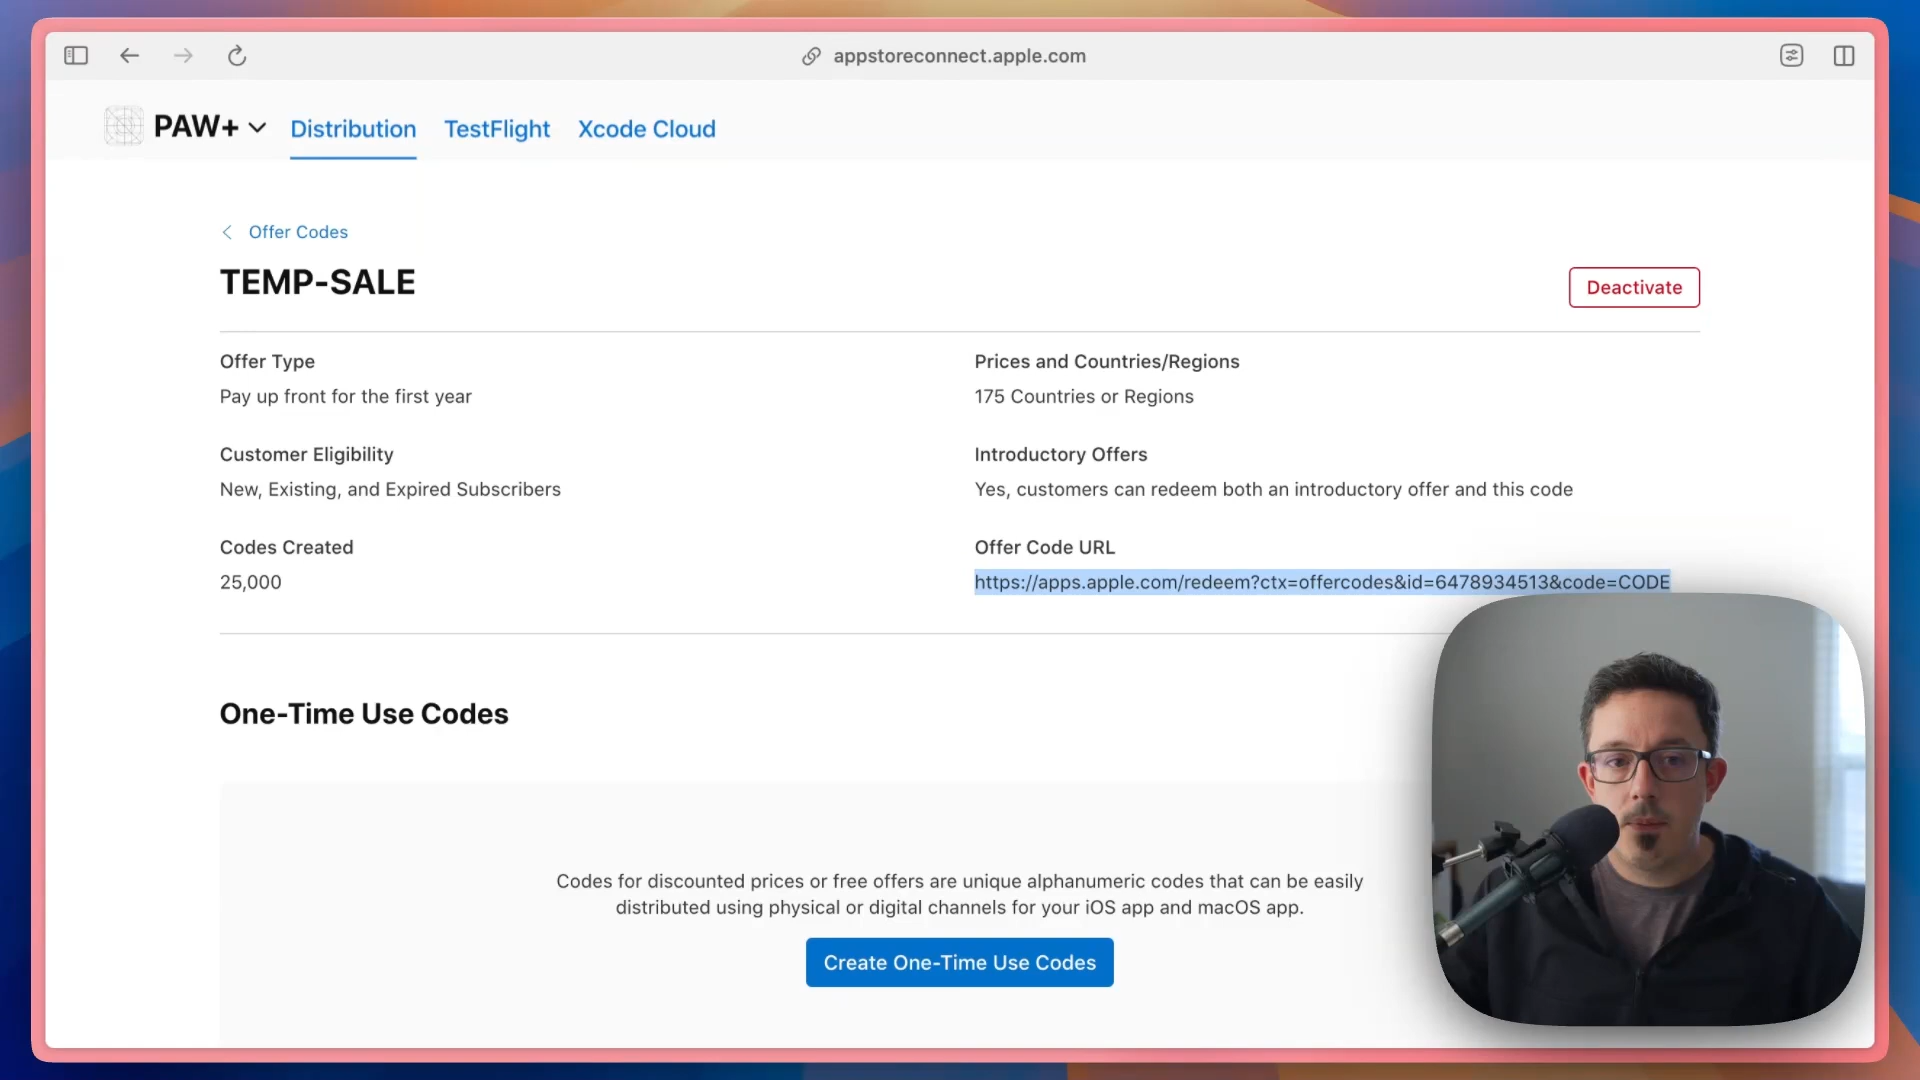 appstoreconnect.apple.com
PAW+ Distribution TestFlight Xcode Cloud
Offer Codes
TEMP-SALE
Deactivate
Offer Type
Pay up front for the first year
Prices and Countries/Regions
175 Countries or Regions
Customer Eligibility
New, Existing, and Expired Subscribers
Introductory Offers
Yes, customers can redeem both an introductory offer and this code
Codes Created
25,000
Offer Code URL
https://apps.apple.com/redeem?ctx=offercodes&id=6478934513&code=CODE
One-Time Use Codes
Codes for discounted prices or free offers are unique alphanumeric codes that can be easily
distributed using physical or digital channels for your iOS app and macOS app.
Create One-Time Use Codes